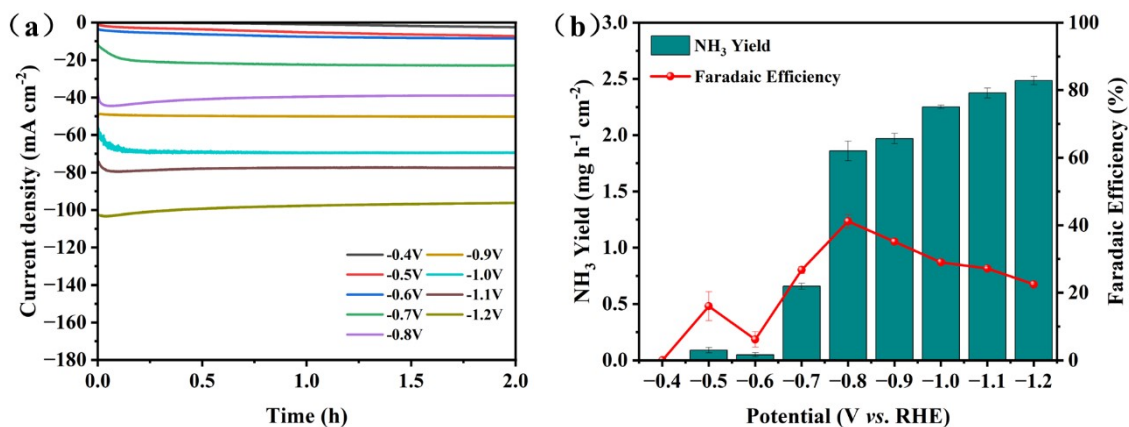 (a)
Current density (mA cm⁻²)
0
−20
−40
−60
−80
−100
−120
−140
−160
−180
-0.4V
-0.5V
-0.6V
-0.7V
-0.8V
-0.9V
-1.0V
-1.1V
-1.2V
0.0 0.5 1.0 1.5 2.0
Time (h)
(b)
NH₃ Yield (mg h⁻¹ cm⁻²)
3.0
2.5
2.0
1.5
1.0
0.5
0.0
NH₃ Yield
Faradaic Efficiency
100
80
60
40
20
0
Faradaic Efficiency (%)
−0.4 −0.5 −0.6 −0.7 −0.8 −0.9 −1.0 −1.1 −1.2
Potential (V vs. RHE)